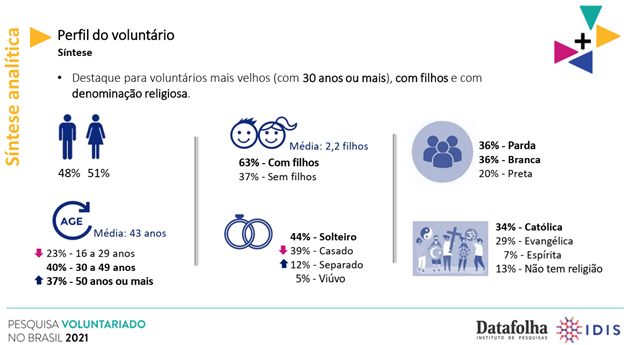 Síntese analítica
Perfil do voluntário
Síntese
• Destaque para voluntários mais velhos (com 30 anos ou mais), com filhos e com
denominação religiosa.
48% 51%
AGE
Média: 43 anos
23% - 16 a 29 anos
40% - 30 a 49 anos
37% - 50 anos ou mais
Média: 2,2 filhos
63% - Com filhos
37% - Sem filhos
44% - Solteiro
39% - Casado
12% - Separado
5% - Viúvo
36% - Parda
36% - Branca
20% - Preta
34% - Católica
29% - Evangélica
7% - Espírita
13% - Não tem religião
PESQUISA VOLUNTARIADO
NO BRASIL 2021
Datafolha
INSTITUTO DE PESQUISAS
IDIS